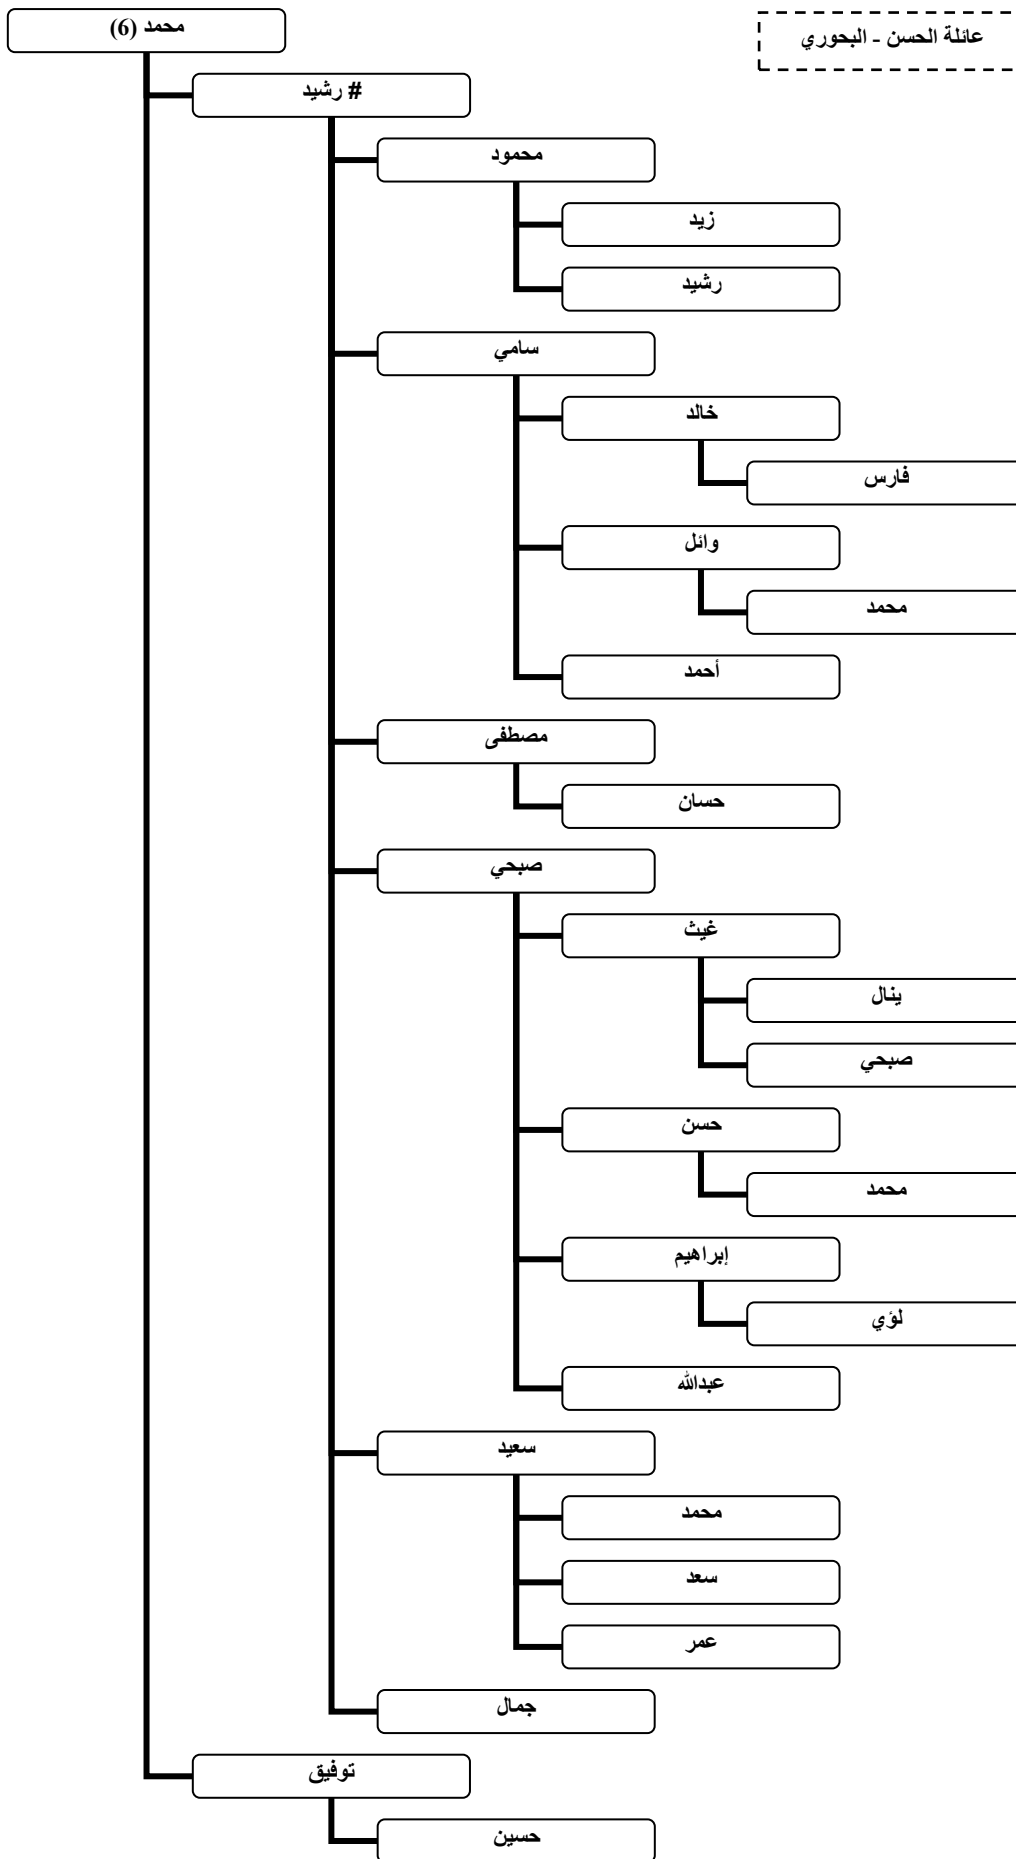 محمد (6)
عائلة الحسن - البحوري
# رشيد
محمود
زيد
رشيد
سامي
خالد
فارس
وائل
محمد
أحمد
مصطفى
حسان
صبحي
غيث
ينال
صبحي
حسن
محمد
إبراهيم
لؤي
عبدالله
سعيد
محمد
سعد
عمر
جمال
توفيق
حسين